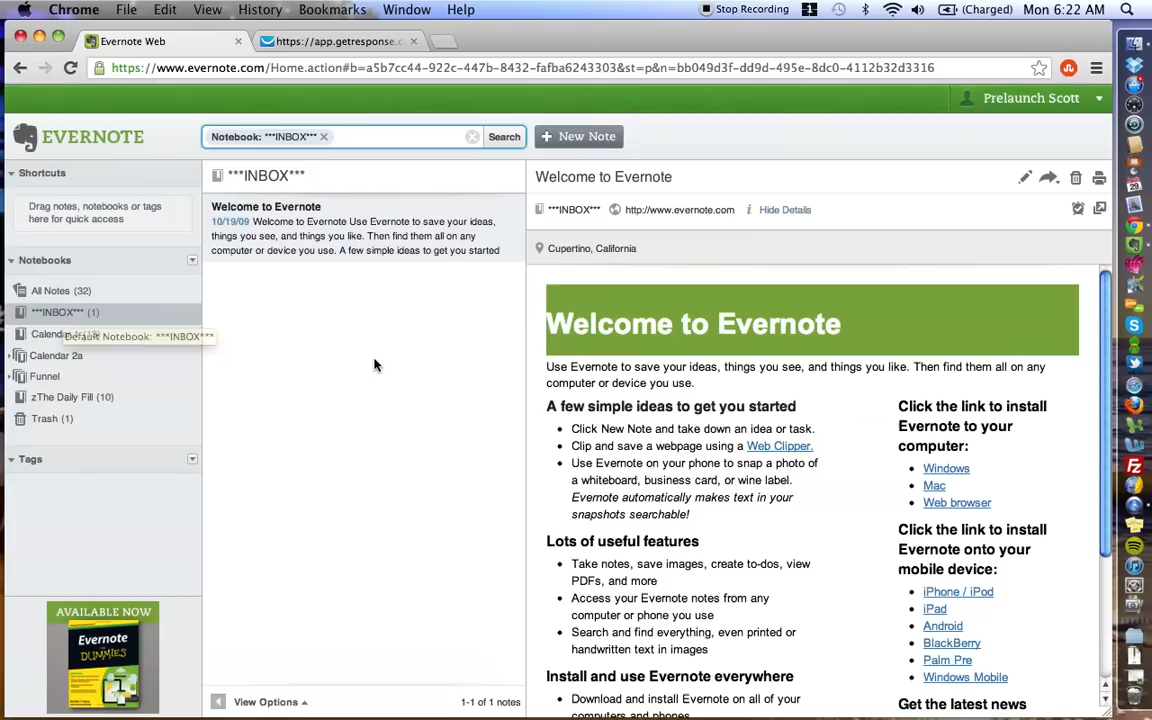 Chrome File Edit View History Bookmarks Window Help Stop Recording (Charged) Mon 6:22 AM
Evernote Web https://app.getresponse.c
https://www.evernote.com/Home.action#b=a5b7cc44-922c-447b-8432-fafba6243303&st=p&n=bb049d3f-dd9d-495e-8dc0-4112b32d3316
Prelaunch Scott
EVERNOTE
Notebook: ***INBOX*** Search + New Note
Shortcuts
Drag notes, notebooks or tags
here for quick access
Notebooks
All Notes (32)
***INBOX*** (1)
Default Notebook: ***INBOX***
Calendar 2a
Funnel
zThe Daily Fill (10)
Trash (1)
Tags
AVAILABLE NOW
Evernote
FOR
DUMMIES
***INBOX***
Welcome to Evernote
10/19/09 Welcome to Evernote Use Evernote to save your ideas,
things you see, and things you like. Then find them all on any
computer or device you use. A few simple ideas to get you started
View Options 1-1 of 1 notes
Welcome to Evernote
***INBOX*** http://www.evernote.com Hide Details
Cupertino, California
Welcome to Evernote
Use Evernote to save your ideas, things you see, and things you like. Then find them all on any
computer or device you use.
A few simple ideas to get you started
Click New Note and take down an idea or task.
Clip and save a webpage using a Web Clipper.
Use Evernote on your phone to snap a photo of
a whiteboard, business card, or wine label.
Evernote automatically makes text in your
snapshots searchable!
Lots of useful features
Take notes, save images, create to-dos, view
PDFs, and more
Access your Evernote notes from any
computer or phone you use
Search and find everything, even printed or
handwritten text in images
Install and use Evernote everywhere
Download and install Evernote on all of your
computers and phones
Click the link to install
Evernote to your
computer:
Windows
Mac
Web browser
Click the link to install
Evernote onto your
mobile device:
iPhone / iPod
iPad
Android
BlackBerry
Palm Pre
Windows Mobile
Get the latest news